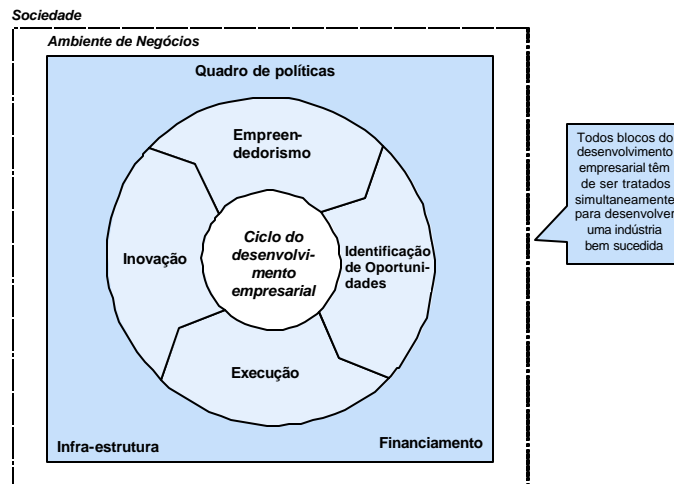 Sociedade
Ambiente de Negócios
Quadro de políticas
Empreen-
dedorismo
Inovação
Ciclo do
desenvolvi-
mento
empresarial
Identificação
de Oportuni-
dades
Execução
Infra-estrutura
Financiamento
Todos blocos do
desenvolvimento
empresarial têm
de ser tratados
simultaneamente
para desenvolver
uma indústria
bem sucedida